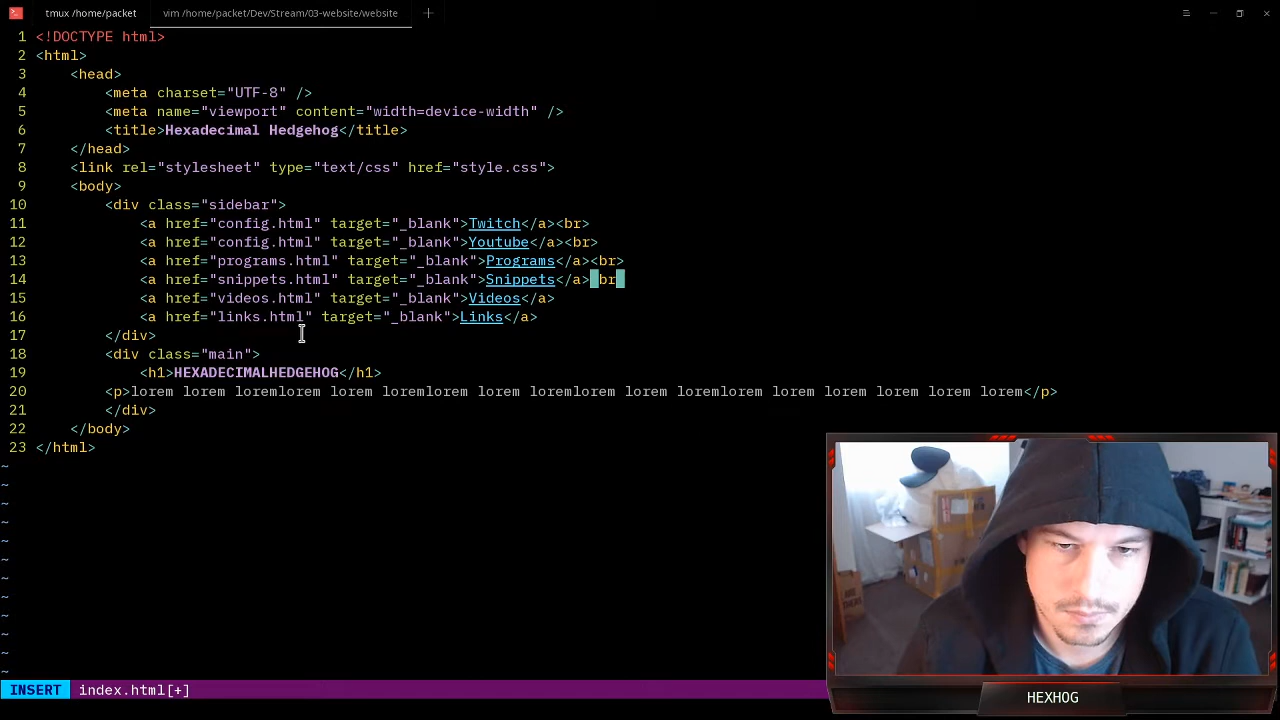 tmux /home/packet
vim /home/packet/Dev/Stream/03-website/website
1 <!DOCTYPE html>
2 <html>
3 <head>
4 <meta charset="UTF-8" />
5 <meta name="viewport" content="width=device-width" />
6 <title>Hexadecimal Hedgehog</title>
7 </head>
8 <link rel="stylesheet" type="text/css" href="style.css">
9 <body>
10 <div class="sidebar">
11 <a href="config.html" target="_blank">Twitch</a><br>
12 <a href="config.html" target="_blank">Youtube</a><br>
13 <a href="programs.html" target="_blank">Programs</a><br>
14 <a href="snippets.html" target="_blank">Snippets</a><br>
15 <a href="videos.html" target="_blank">Videos</a>
16 <a href="links.html" target="_blank">Links</a>
17 </div>
18 <div class="main">
19 <h1>HEXADECIMALHEDGEHOG</h1>
20 <p>lorem lorem loremlorem lorem loremlorem lorem loremlorem lorem loremlorem lorem lorem lorem lorem</p>
21 </div>
22 </body>
23 </html>
~
~
~
~
~
~
~
~
~
~
~
~
INSERT index.html[+]
HEXHOG